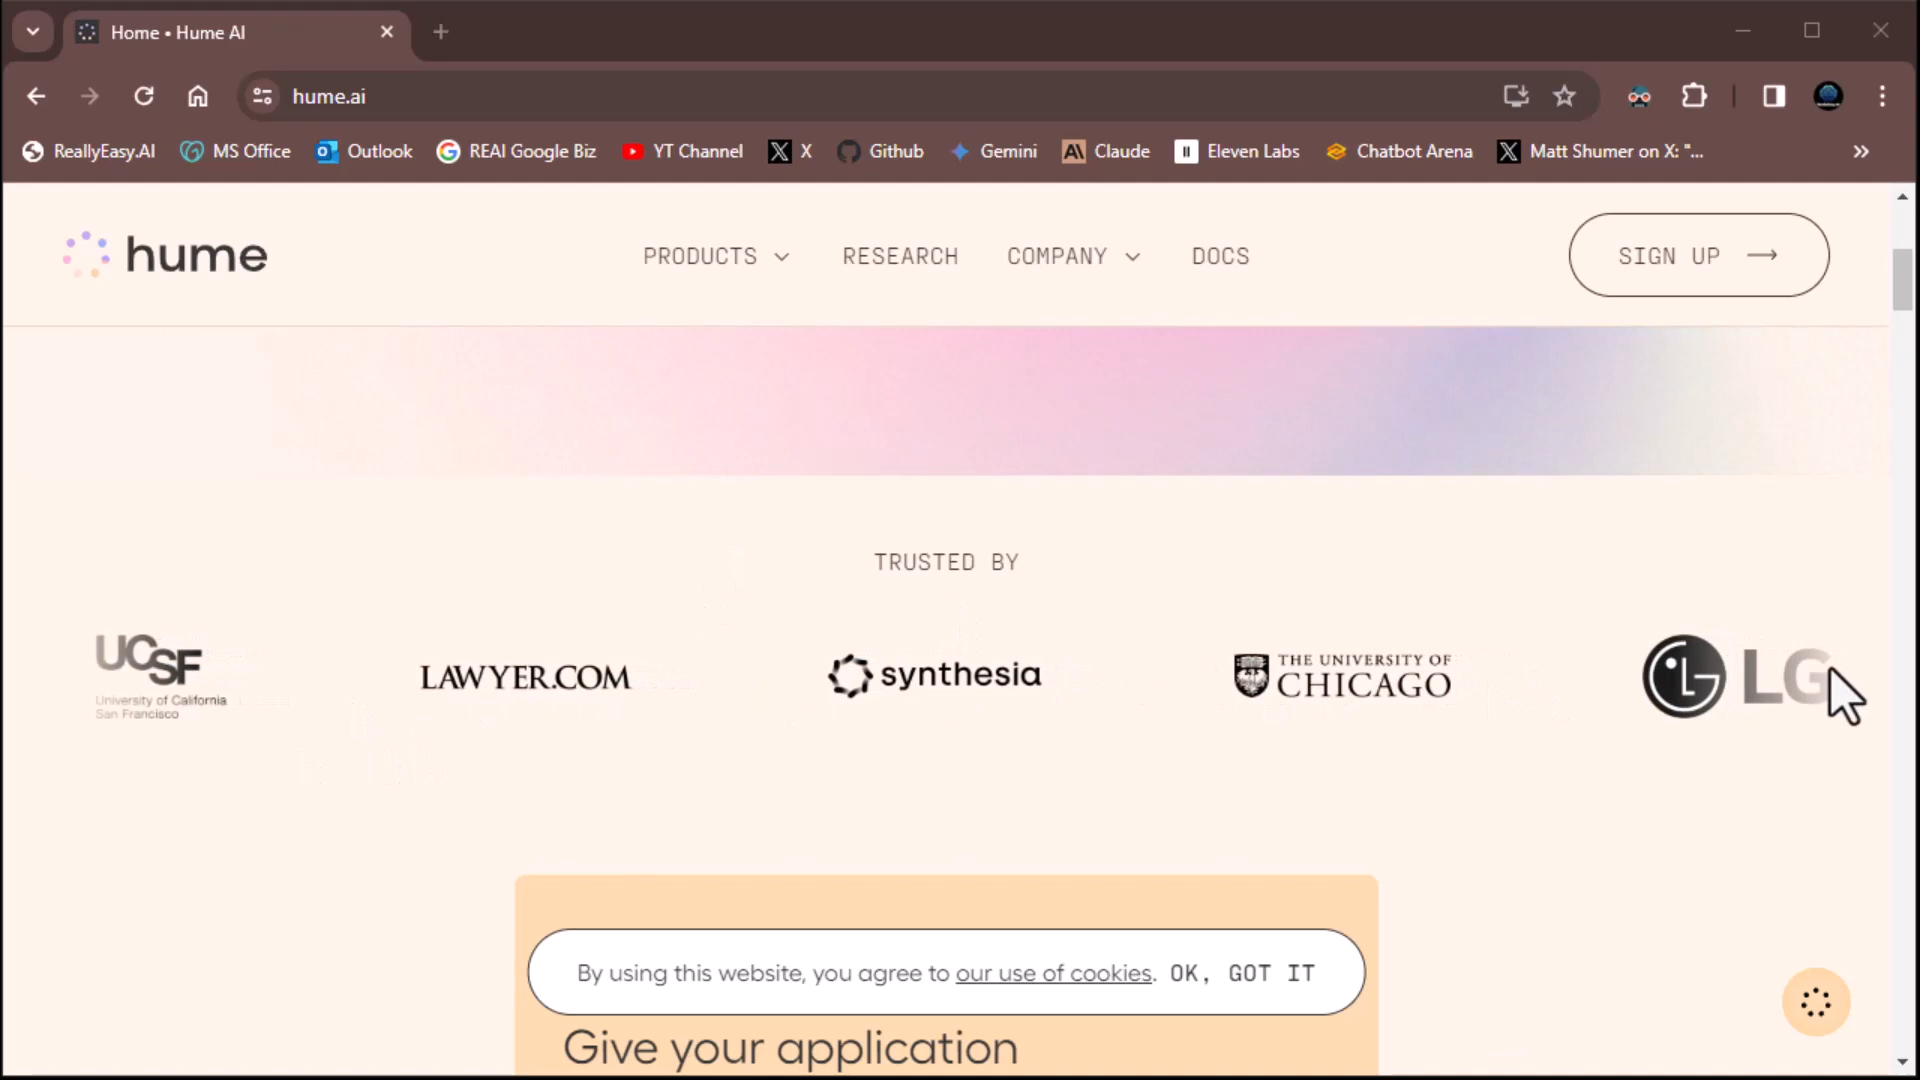 Home • Hume AI
hume.ai
ReallyEasy.AI MS Office Outlook REAI Google Biz YT Channel X Github Gemini Claude Eleven Labs Chatbot Arena Matt Shumer on X: "...
hume PRODUCTS RESEARCH COMPANY DOCS SIGN UP
TRUSTED BY
UCSF
University of California
San Francisco
LAWYER.COM
synthesia
THE UNIVERSITY OF
CHICAGO
LG
By using this website, you agree to our use of cookies. OK, GOT IT
Give your application